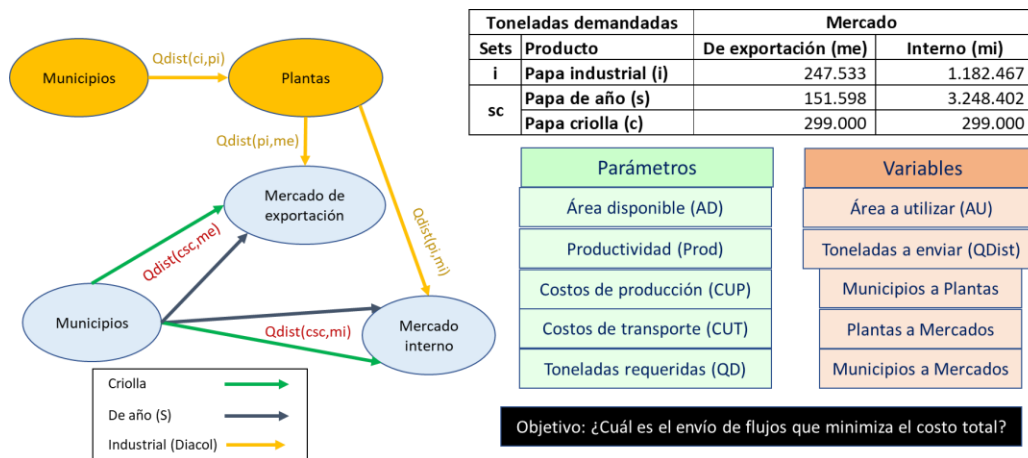 Municipios
Qdist(ci,pi)
Plantas
Qdist(pi,me)
Mercado de
exportación
Qdist(csc,me)
Qdist(pi,mi)
Municipios
Qdist(csc,mi)
Mercado
interno
Criolla
De año (S)
Industrial (Diacol)
Toneladas demandadas Mercado
Sets Producto De exportación (me) Interno (mi)
i Papa industrial (i) 247.533 1.182.467
sc Papa de año (s) 151.598 3.248.402
Papa criolla (c) 299.000 299.000
Parámetros
Área disponible (AD)
Productividad (Prod)
Costos de producción (CUP)
Costos de transporte (CUT)
Toneladas requeridas (QD)
Variables
Área a utilizar (AU)
Toneladas a enviar (QDist)
Municipios a Plantas
Plantas a Mercados
Municipios a Mercados
Objetivo: ¿Cuál es el envío de flujos que minimiza el costo total?